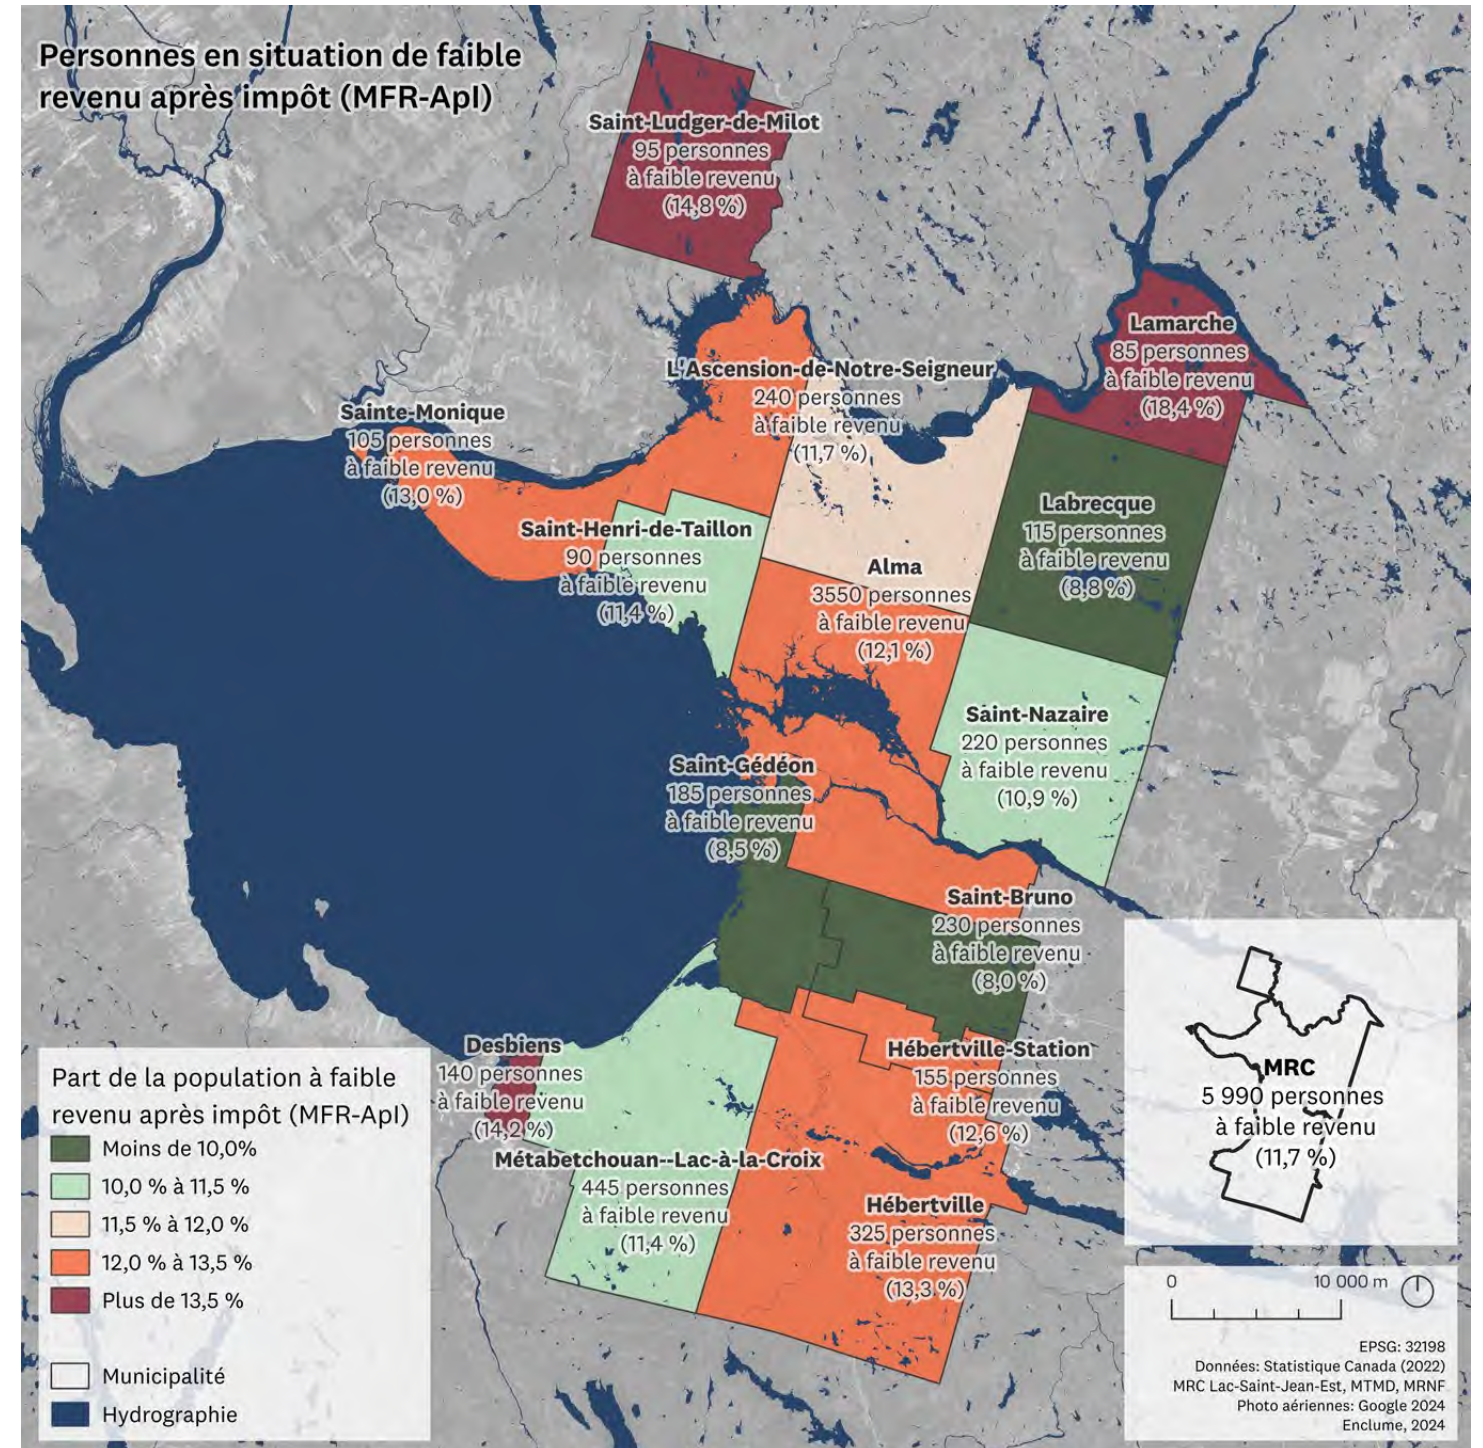 Personnes en situation de faible
revenu après impôt (MFR-ApI)
Saint-Ludger-de-Milot
95 personnes
à faible revenu
(14,8 %)
Lamarche
85 personnes
à faible revenu
(18,4 %)
L'Ascension-de-Notre-Seigneur
240 personnes
à faible revenu
(11,7 %)
Sainte-Monique
105 personnes
à faible revenu
(13,0 %)
Labrecque
115 personnes
à faible revenu
(8,8 %)
Saint-Henri-de-Taillon
90 personnes
à faible revenu
(11,4 %)
Alma
3550 personnes
à faible revenu
(12,1 %)
Saint-Nazaire
220 personnes
à faible revenu
(10,9 %)
Saint-Gédéon
185 personnes
à faible revenu
(8,5 %)
Saint-Bruno
230 personnes
à faible revenu
(8,0 %)
Desbiens
140 personnes
à faible revenu
(14,2 %)
Hébertville-Station
155 personnes
à faible revenu
(12,6 %)
Métabetchouan--Lac-à-la-Croix
445 personnes
à faible revenu
(11,4 %)
Hébertville
325 personnes
à faible revenu
(13,3 %)
MRC
5 990 personnes
à faible revenu
(11,7 %)
Part de la population à faible
revenu après impôt (MFR-ApI)
Moins de 10,0%
10,0 % à 11,5 %
11,5 % à 12,0 %
12,0 % à 13,5 %
Plus de 13,5 %
Municipalité
Hydrographie
0 10 000 m
EPSG: 32198
Données: Statistique Canada (2022)
MRC Lac-Saint-Jean-Est, MTMD, MRNF
Photo aériennes: Google 2024
Enclume, 2024